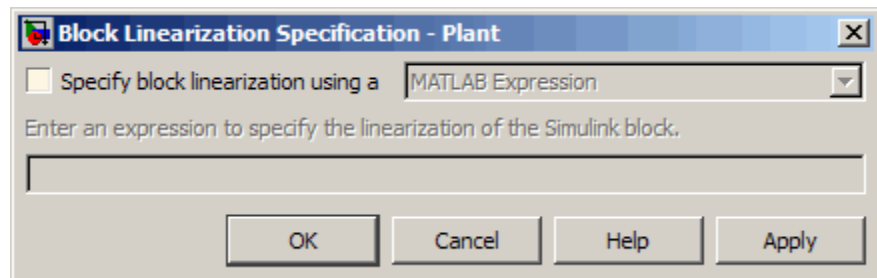 Block Linearization Specification - Plant
Specify block linearization using a MATLAB Expression
Enter an expression to specify the linearization of the Simulink block.
OK Cancel Help Apply